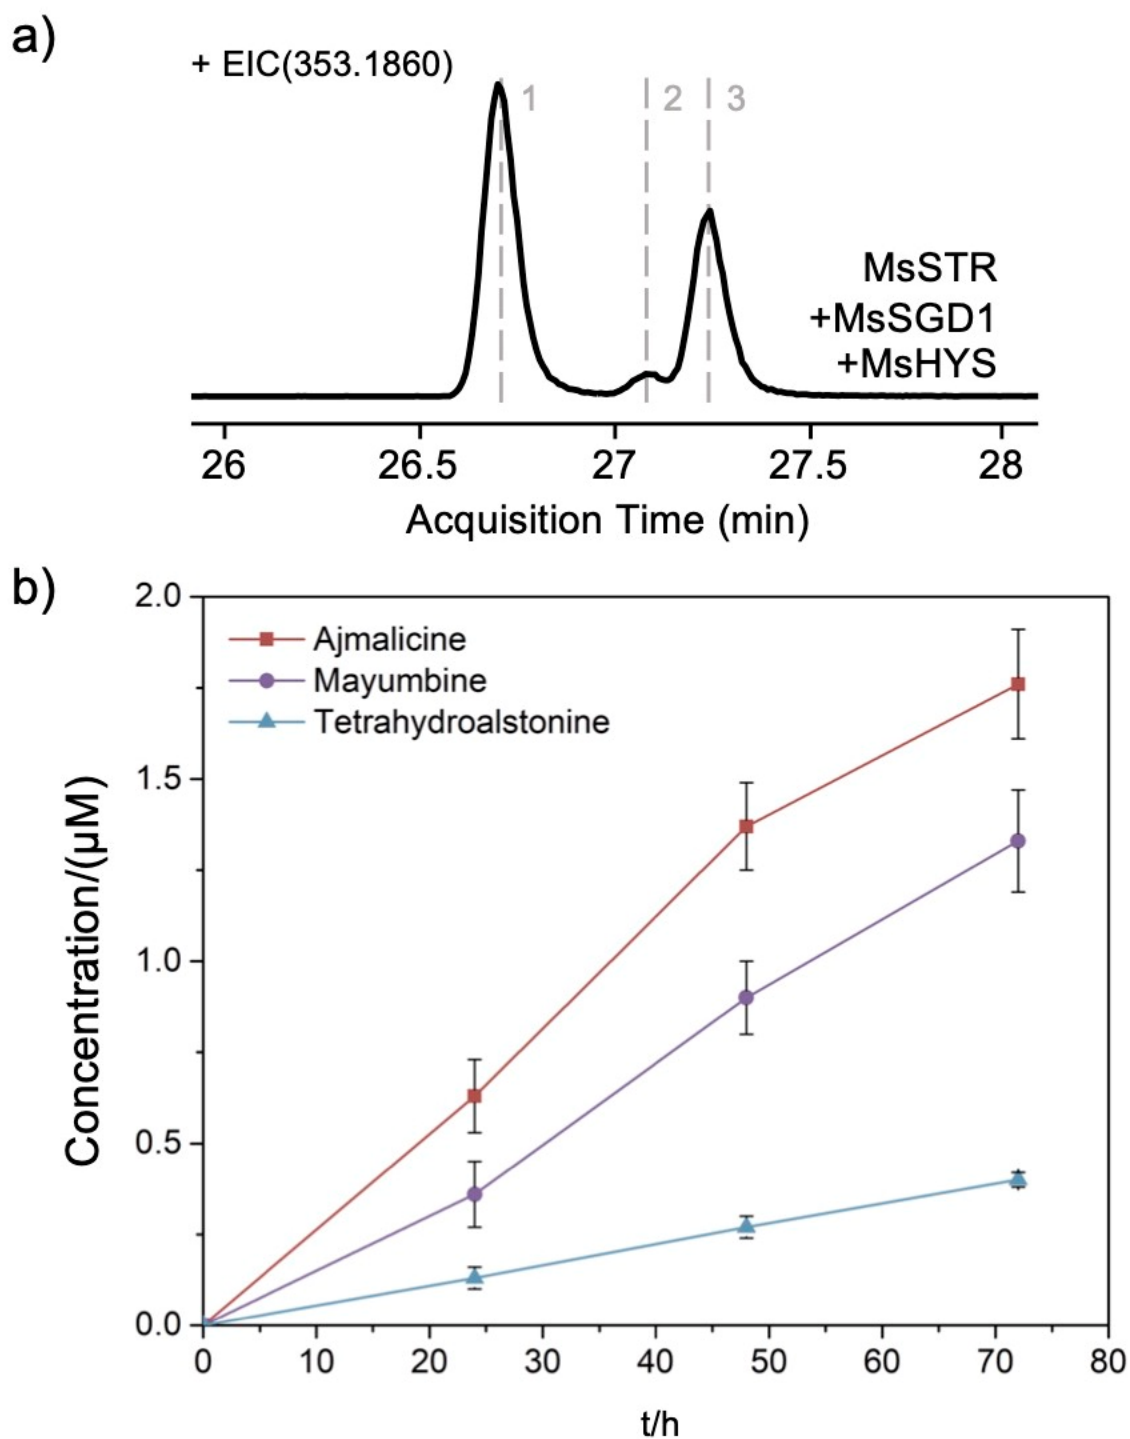 a)
+ EIC(353.1860)
1 2 3
MsSTR
+MsSGD1
+MsHYS
26 26.5 27 27.5 28
Acquisition Time (min)
b)
2.0
Ajmalicine
Mayumbine
Tetrahydroalstonine
1.5
1.0
0.5
0.0
Concentration/(μM)
0 10 20 30 40 50 60 70 80
t/h